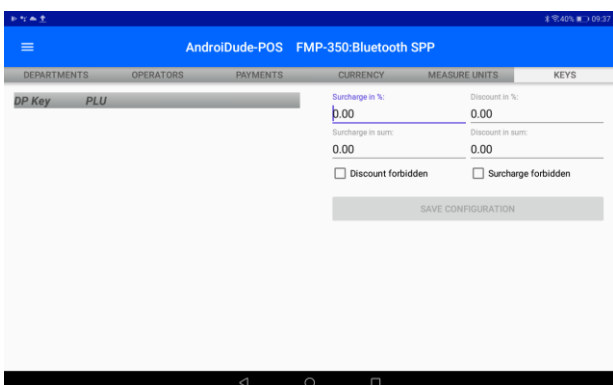 40% 09:37
AndroiDude-POS FMP-350:Bluetooth SPP
DEPARTMENTS OPERATORS PAYMENTS CURRENCY MEASURE UNITS KEYS
DP Key PLU
Surcharge in %: Discount in %:
0.00 0.00
Surcharge in sum: Discount in sum:
0.00 0.00
Discount forbidden Surcharge forbidden
SAVE CONFIGURATION